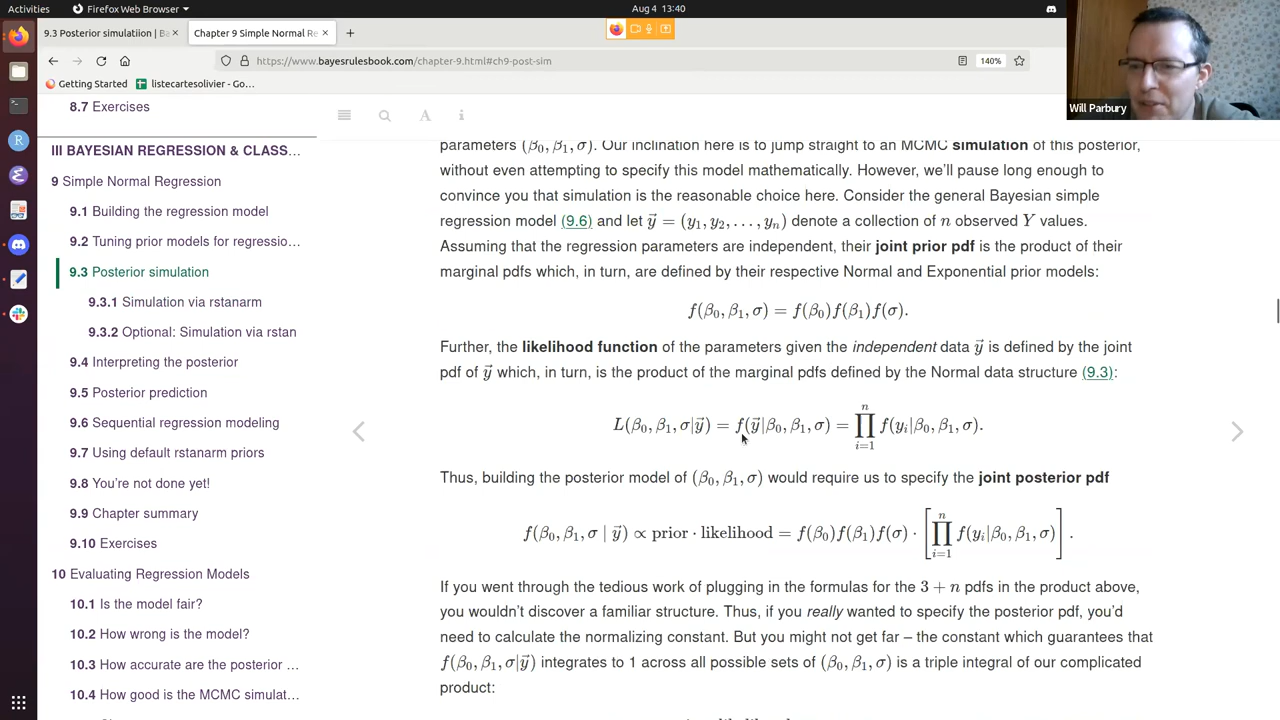 Activities
Firefox Web Browser
Aug 4 13:40
9.3 Posterior simulatiion | Ba
Chapter 9 Simple Normal Re
https://www.bayesrulesbook.com/chapter-9.html#ch9-post-sim
140%
Getting Started
listecartesolivier - Go…
Will Parbury
8.7 Exercises
III BAYESIAN REGRESSION & CLASS…
9 Simple Normal Regression
9.1 Building the regression model
9.2 Tuning prior models for regressio…
9.3 Posterior simulation
9.3.1 Simulation via rstanarm
9.3.2 Optional: Simulation via rstan
9.4 Interpreting the posterior
9.5 Posterior prediction
9.6 Sequential regression modeling
9.7 Using default rstanarm priors
9.8 You're not done yet!
9.9 Chapter summary
9.10 Exercises
10 Evaluating Regression Models
10.1 Is the model fair?
10.2 How wrong is the model?
10.3 How accurate are the posterior …
10.4 How good is the MCMC simulat…
parameters (β₀, β₁, σ). Our inclination here is to jump straight to an MCMC simulation of this posterior,
without even attempting to specify this model mathematically. However, we'll pause long enough to
convince you that simulation is the reasonable choice here. Consider the general Bayesian simple
regression model (9.6) and let y⃗ = (y₁, y₂, …, yₙ) denote a collection of n observed Y values.
Assuming that the regression parameters are independent, their joint prior pdf is the product of their
marginal pdfs which, in turn, are defined by their respective Normal and Exponential prior models:
f(β₀, β₁, σ) = f(β₀)f(β₁)f(σ).
Further, the likelihood function of the parameters given the independent data y⃗ is defined by the joint
pdf of y⃗ which, in turn, is the product of the marginal pdfs defined by the Normal data structure (9.3):
L(β₀, β₁, σ|y⃗) = f(y⃗|β₀, β₁, σ) = ∏ⁿᵢ₌₁ f(yᵢ|β₀, β₁, σ).
Thus, building the posterior model of (β₀, β₁, σ) would require us to specify the joint posterior pdf
f(β₀, β₁, σ | y⃗) ∝ prior · likelihood = f(β₀)f(β₁)f(σ) · [∏ⁿᵢ₌₁ f(yᵢ|β₀, β₁, σ)] .
If you went through the tedious work of plugging in the formulas for the 3 + n pdfs in the product above,
you wouldn't discover a familiar structure. Thus, if you really wanted to specify the posterior pdf, you'd
need to calculate the normalizing constant. But you might not get far – the constant which guarantees that
f(β₀, β₁, σ|y⃗) integrates to 1 across all possible sets of (β₀, β₁, σ) is a triple integral of our complicated
product: